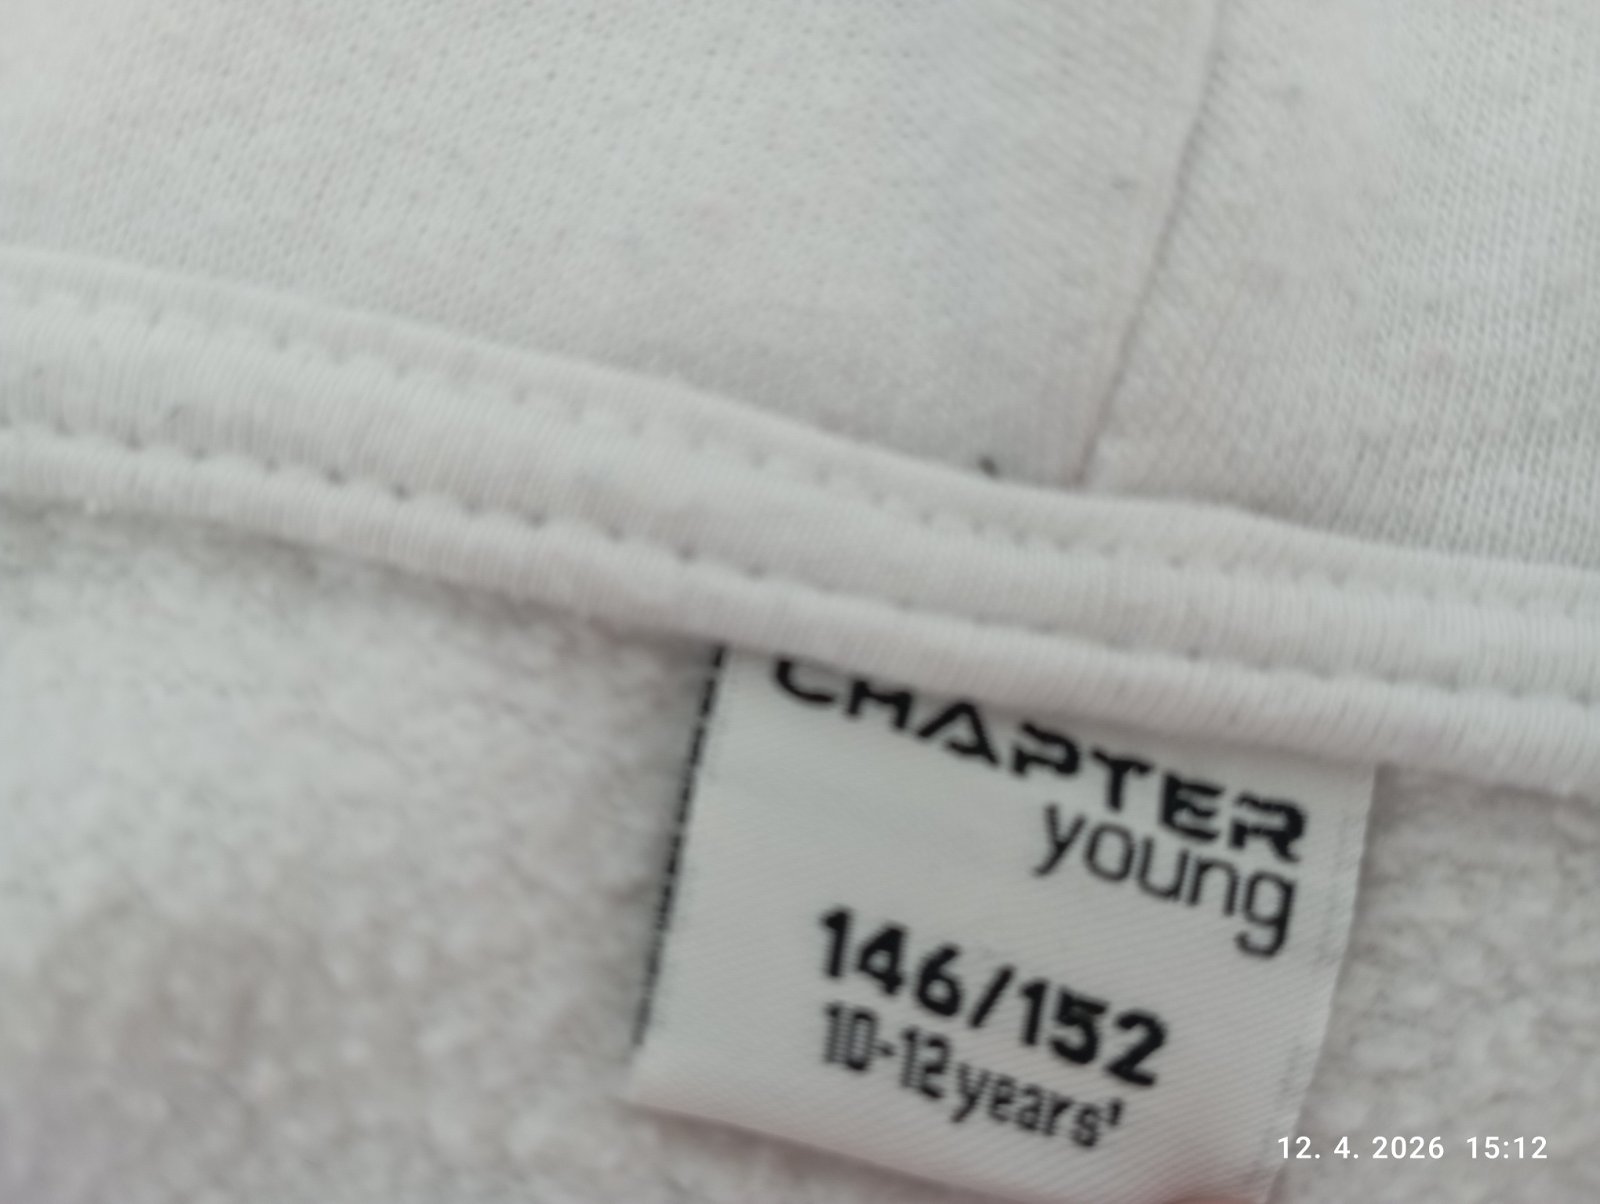 CHAPTER
young
146/152
10-12 years'
12. 4. 2026 15:12